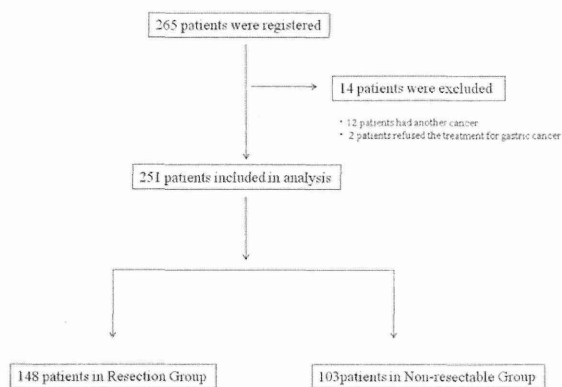 265 patients were registered
14 patients were excluded
• 12 patients had another cancer
• 2 patients refused the treatment for gastric cancer
251 patients included in analysis
148 patients in Resection Group
103patients in Non-resectable Group